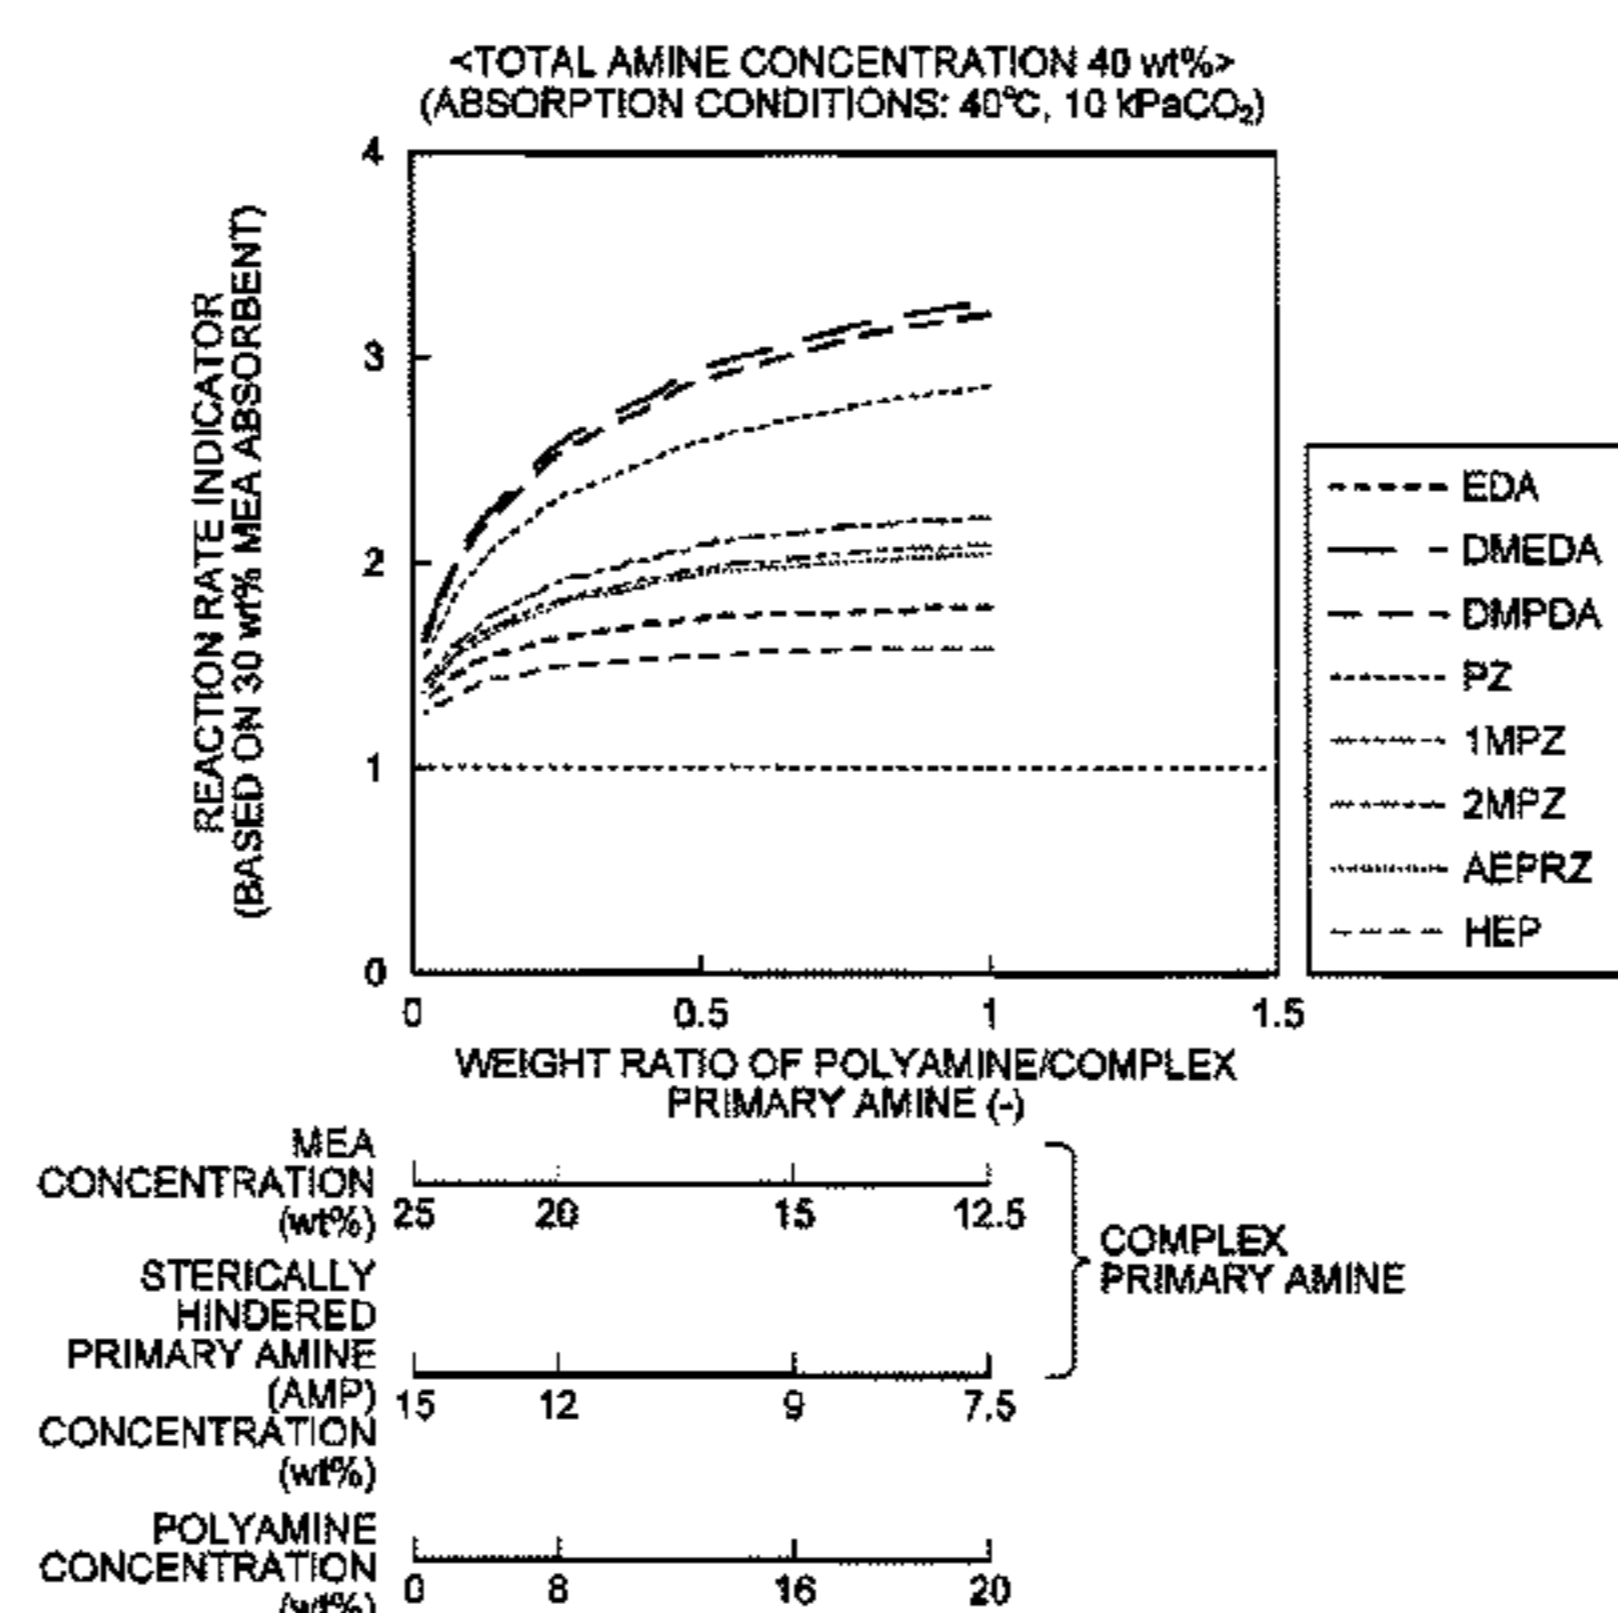 <TOTAL AMINE CONCENTRATION 40 wt%>
(ABSORPTION CONDITIONS: 40°C, 10 kPaCO₂)
REACTION RATE INDICATOR
(BASED ON 30 wt% MEA ABSORBENT)
4
3
2
1
0
0 0.5 1 1.5
WEIGHT RATIO OF POLYAMINE/COMPLEX
PRIMARY AMINE (-)
EDA
DMEDA
DMPDA
PZ
1MPZ
2MPZ
AEPRZ
HEP
MEA
CONCENTRATION
(wt%)
25 20 15 12.5
STERICALLY
HINDERED
PRIMARY AMINE
(AMP)
CONCENTRATION
(wt%)
15 12 9 7.5
COMPLEX
PRIMARY AMINE
POLYAMINE
CONCENTRATION
(wt%)
0 8 16 20